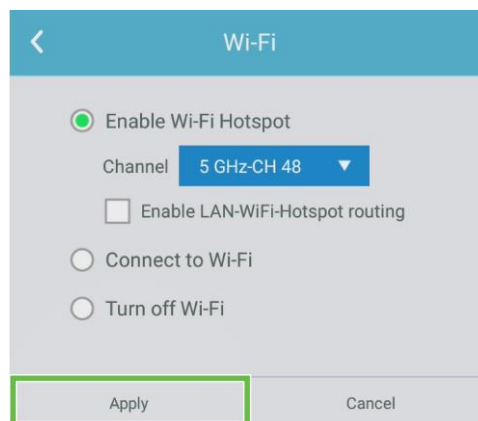 Wi-Fi
Enable Wi-Fi Hotspot
Channel 5 GHz-CH 48
Enable LAN-WiFi-Hotspot routing
Connect to Wi-Fi
Turn off Wi-Fi
Apply Cancel